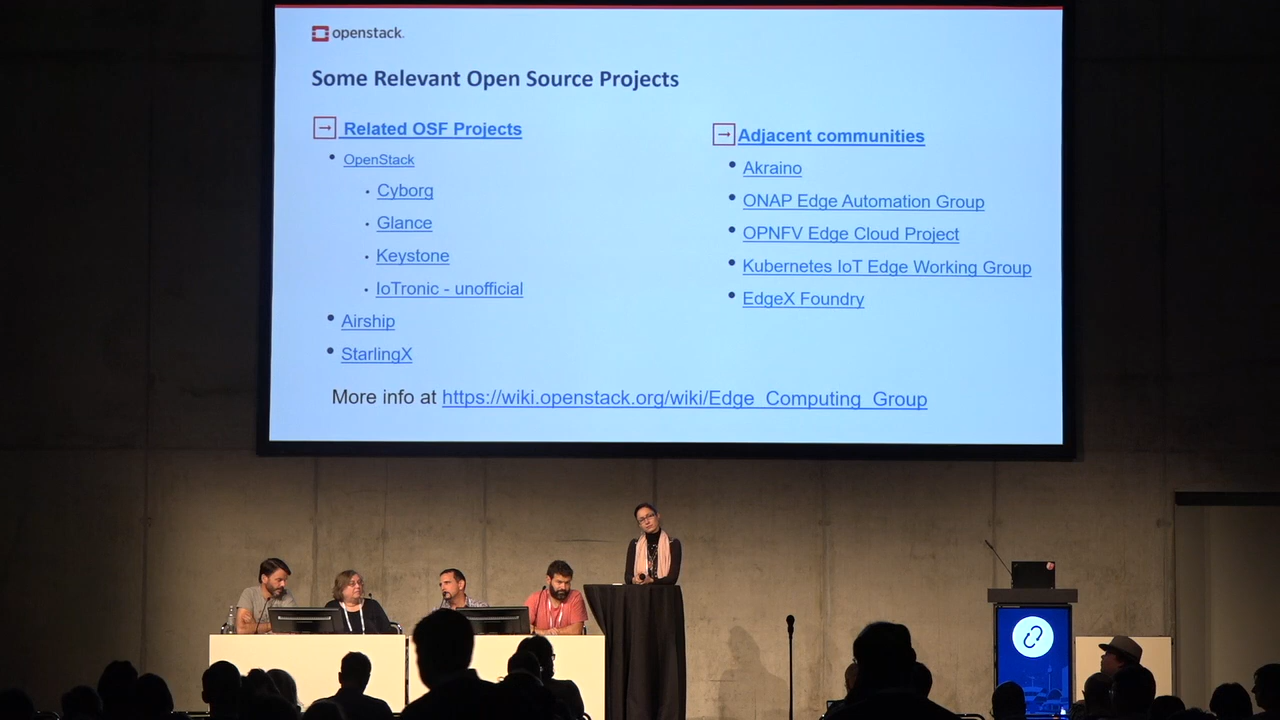 openstack.
Some Relevant Open Source Projects
→ Related OSF Projects
• OpenStack
• Cyborg
• Glance
• Keystone
• IoTronic - unofficial
• Airship
• StarlingX
→ Adjacent communities
• Akraino
• ONAP Edge Automation Group
• OPNFV Edge Cloud Project
• Kubernetes IoT Edge Working Group
• EdgeX Foundry
More info at https://wiki.openstack.org/wiki/Edge_Computing_Group